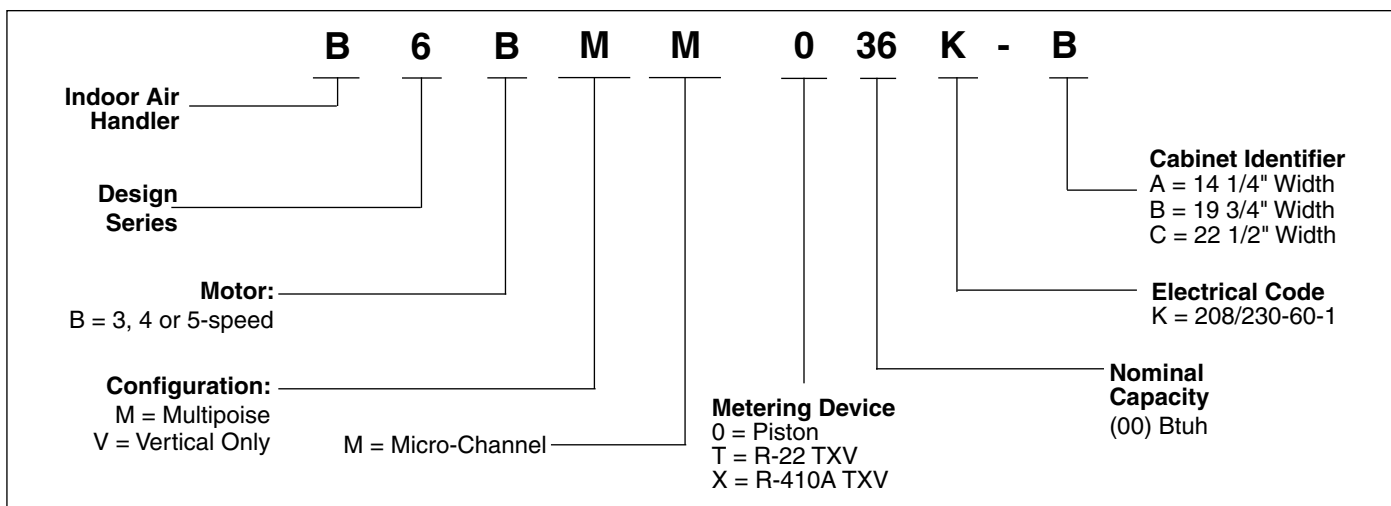 B 6 B M M 0 36 K - B
Indoor Air
Handler
Design
Series
Motor:
B = 3, 4 or 5-speed
Configuration:
M = Multipoise
V = Vertical Only
M = Micro-Channel
Metering Device
0 = Piston
T = R-22 TXV
X = R-410A TXV
Nominal
Capacity
(00) Btuh
Electrical Code
K = 208/230-60-1
Cabinet Identifier
A = 14 1/4" Width
B = 19 3/4" Width
C = 22 1/2" Width